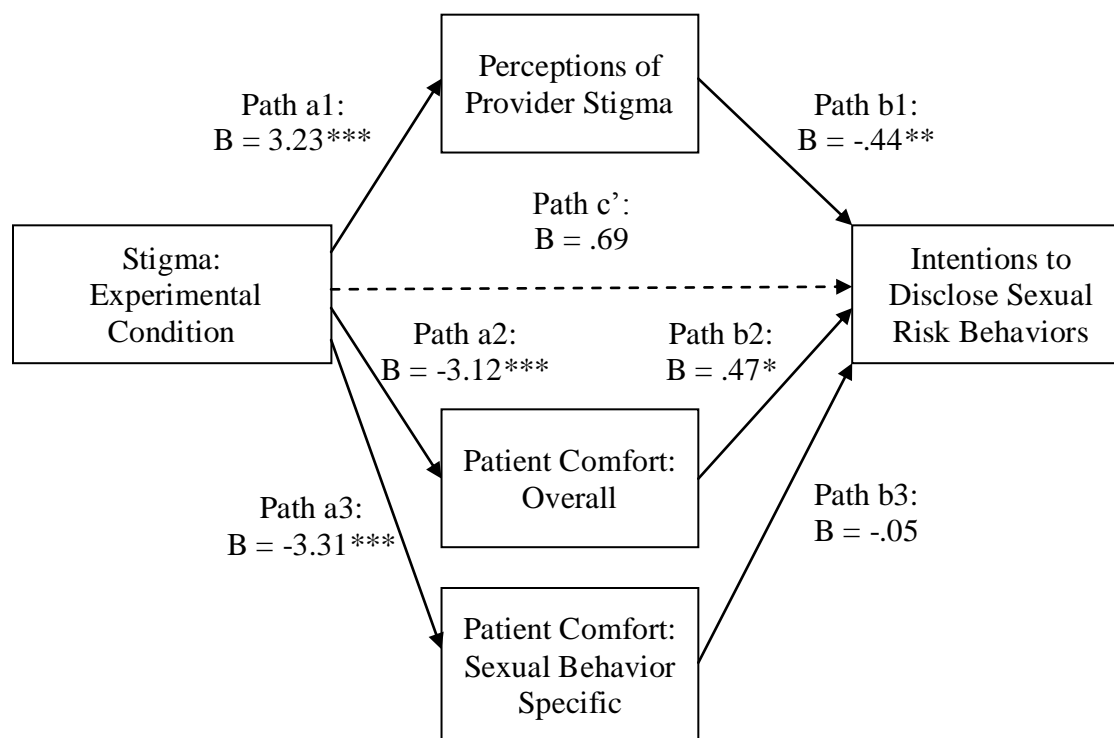 Perceptions of
Provider Stigma
Path a1:
B = 3.23***
Path b1:
B = -.44**
Path c’:
B = .69
Stigma:
Experimental
Condition
Intentions to
Disclose Sexual
Risk Behaviors
Path a2:
B = -3.12***
Path b2:
B = .47*
Patient Comfort:
Overall
Path a3:
B = -3.31***
Path b3:
B = -.05
Patient Comfort:
Sexual Behavior
Specific